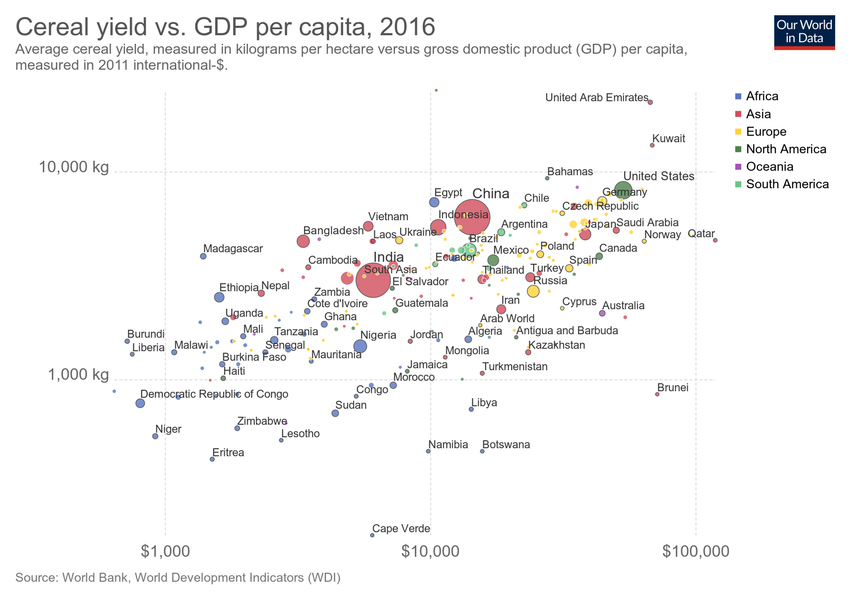 Cereal yield vs. GDP per capita, 2016
Average cereal yield, measured in kilograms per hectare versus gross domestic product (GDP) per capita,
measured in 2011 international-$.
Our World
in Data
United Arab Emirates
Africa
Asia
Europe
North America
Oceania
South America
Kuwait
10,000 kg
Bahamas
United States
Germany
Egypt
China
Chile
Czech Republic
Vietnam
Indonesia
Bangladesh
Laos
Ukraine
Argentina
Japan
Saudi Arabia
Brazil
Norway
Qatar
Madagascar
Ecuador
Mexico
Poland
Canada
India
Cambodia
South Asia
Thailand
Turkey
Spain
El Salvador
Russia
Ethiopia
Nepal
Zambia
Cote d'Ivoire
Guatemala
Iran
Cyprus
Australia
Uganda
Ghana
Arab World
Burundi
Mali
Tanzania
Nigeria
Jordan
Algeria
Antigua and Barbuda
Liberia
Malawi
Senegal
Burkina Faso
Mauritania
Mongolia
Kazakhstan
Haiti
Jamaica
Turkmenistan
1,000 kg
Morocco
Democratic Republic of Congo
Congo
Brunei
Sudan
Libya
Niger
Zimbabwe
Lesotho
Namibia
Botswana
Eritrea
Cape Verde
$1,000
$10,000
$100,000
Source: World Bank, World Development Indicators (WDI)